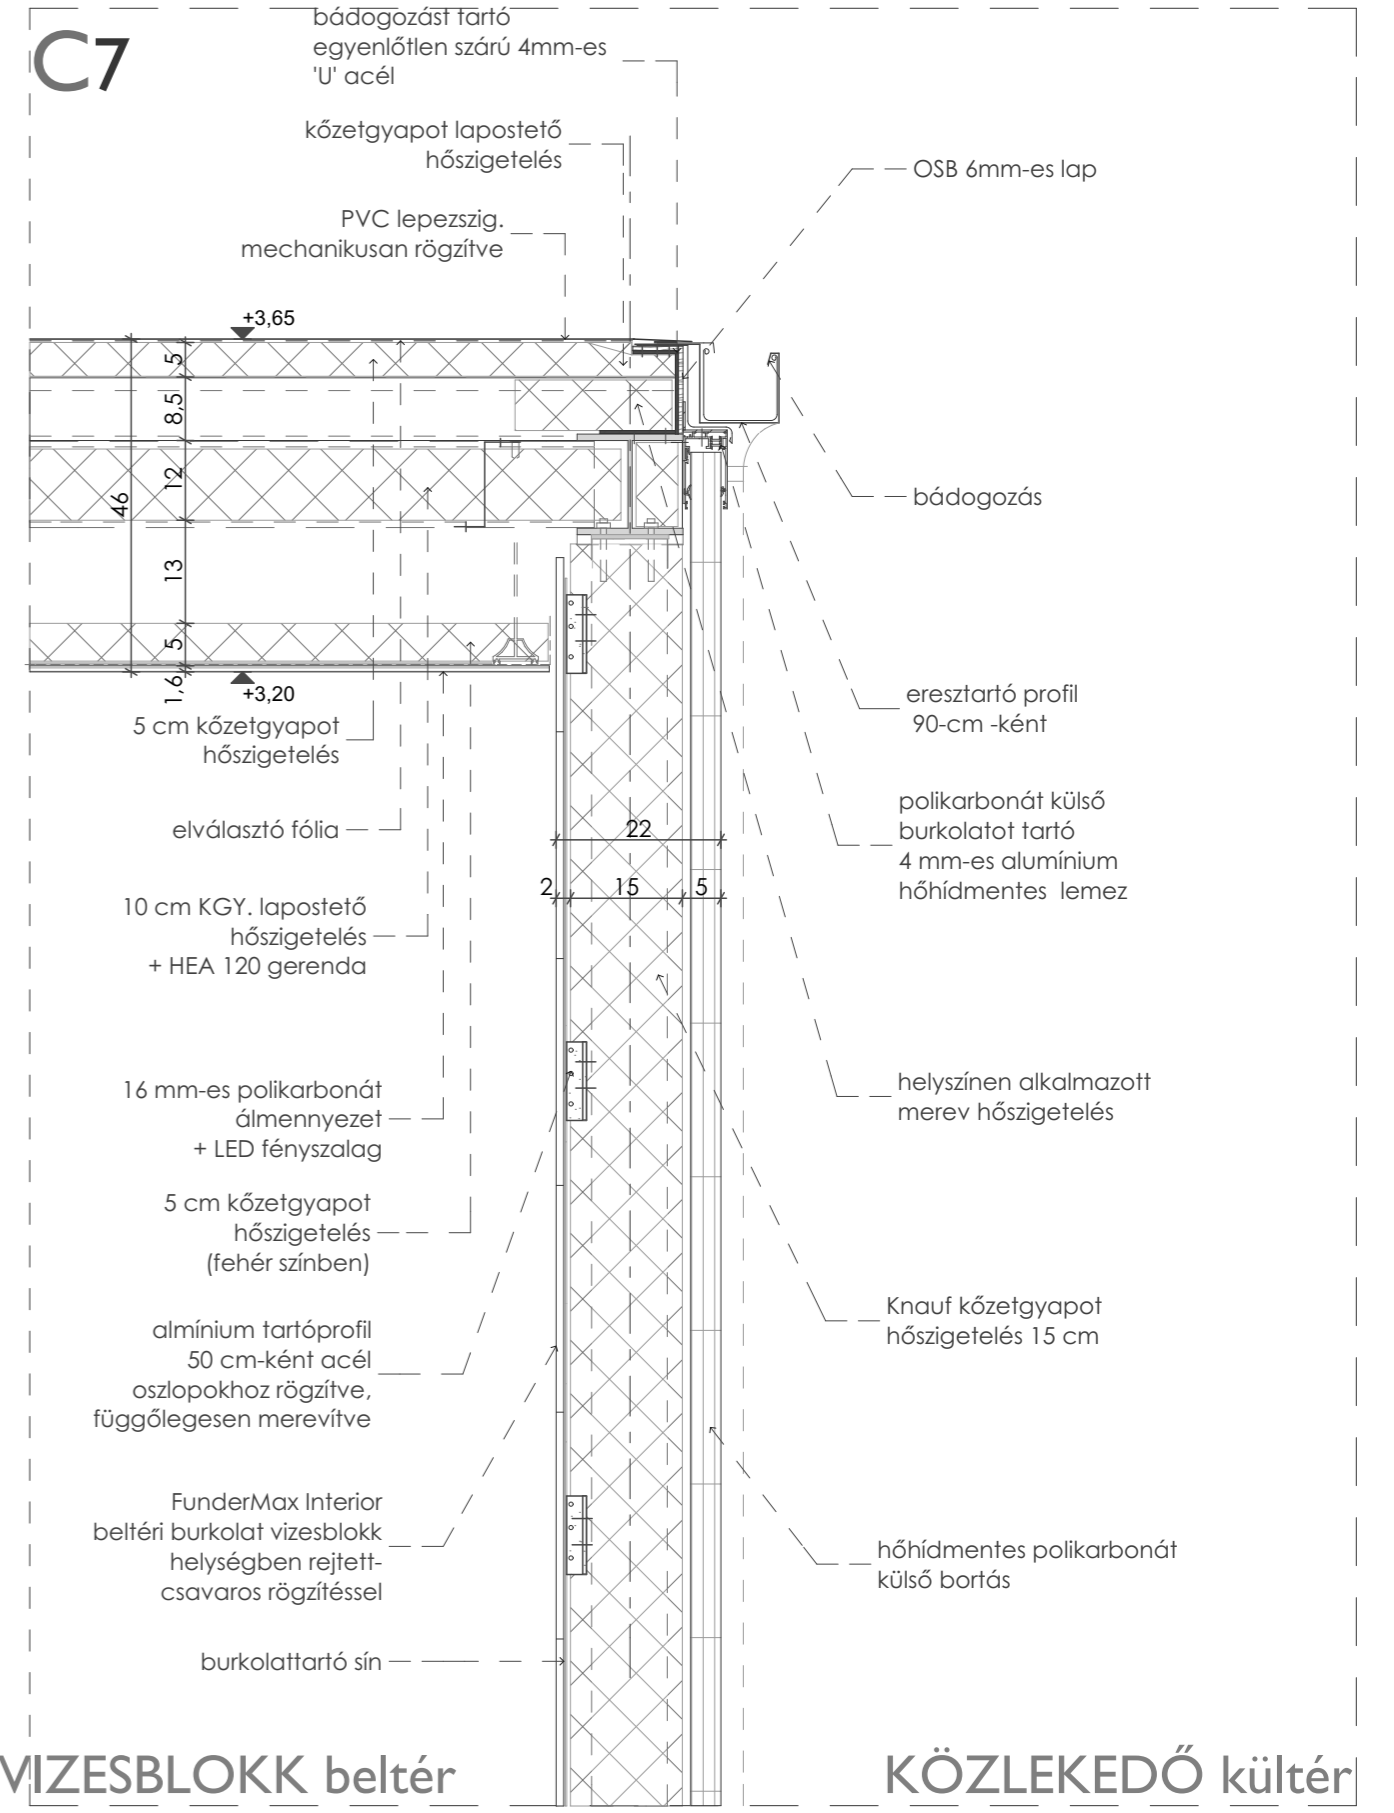 C7
bádogozást tartó
egyenlőtlen szárú 4mm-es
'U' acél
kőzetgyapot lapostető
hőszigetelés
PVC lepezszig.
mechanikusan rögzítve
OSB 6mm-es lap
+3,65
5
8,5
12
46
13
5
1,6
+3,20
bádogozás
eresztartó profil
90-cm -ként
5 cm kőzetgyapot
hőszigetelés
elválasztó fólia
polikarbonát külső
burkolatot tartó
4 mm-es alumínium
hőhídmentes lemez
22
2
15
5
10 cm KGY. lapostető
hőszigetelés
+ HEA 120 gerenda
16 mm-es polikarbonát
álmennyezet
+ LED fényszalag
helyszínen alkalmazott
merev hőszigetelés
5 cm kőzetgyapot
hőszigetelés
(fehér színben)
Knauf kőzetgyapot
hőszigetelés 15 cm
almínium tartóprofil
50 cm-ként acél
oszlopokhoz rögzítve,
függőlegesen merevítve
FunderMax Interior
beltéri burkolat vizesblokk
helységben rejtett-
csavaros rögzítéssel
hőhídmentes polikarbonát
külső bortás
burkolattartó sín
VIZESBLOKK beltér
KÖZLEKEDŐ kültér